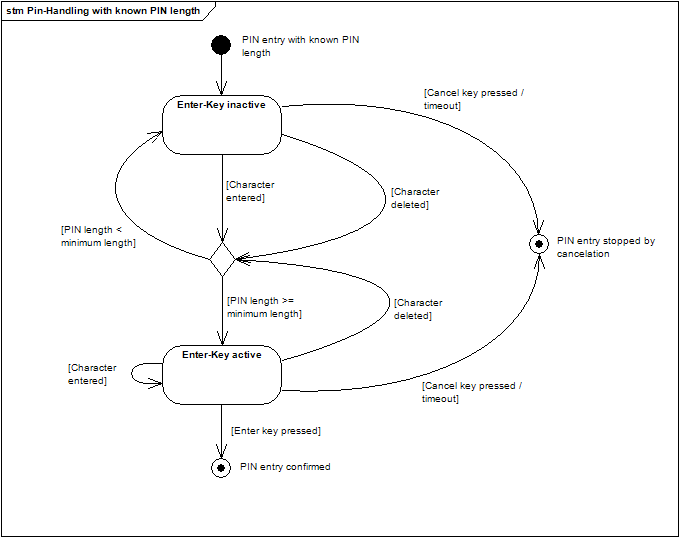 stm Pin-Handling with known PIN length
PIN entry with known PIN
length
[Cancel key pressed /
timeout]
Enter-Key inactive
[Character
entered]
[Character
deleted]
[PIN length <
minimum length]
PIN entry stopped by
cancelation
[PIN length >=
minimum length]
[Character
deleted]
Enter-Key active
[Character
entered]
[Cancel key pressed /
timeout]
[Enter key pressed]
PIN entry confirmed